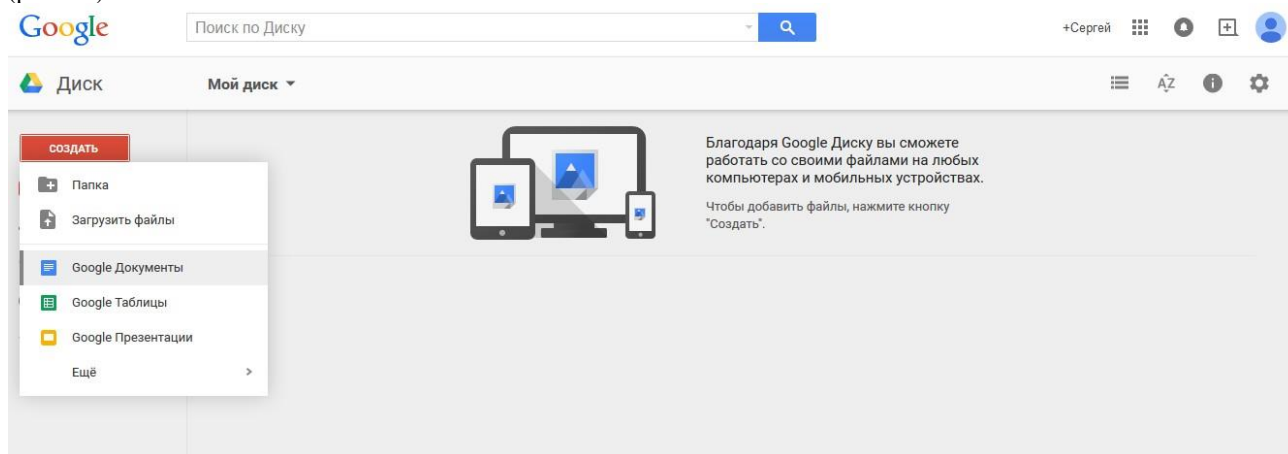 Google
Поиск по Диску
+Сергей
Диск
Мой диск
AZ
СОЗДАТЬ
Папка
Загрузить файлы
Google Документы
Google Таблицы
Google Презентации
Ещё
Благодаря Google Диску вы сможете
работать со своими файлами на любых
компьютерах и мобильных устройствах.
Чтобы добавить файлы, нажмите кнопку
"Создать".